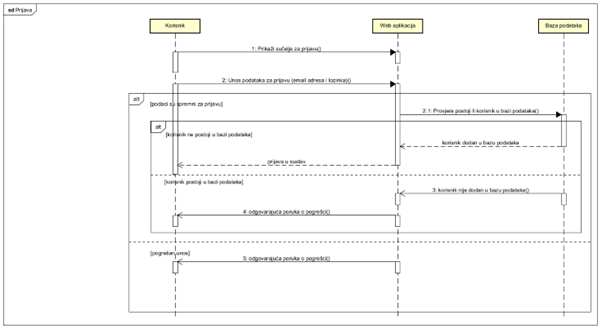 sd Prijava
Korisnik
Web aplikacija
Baza podataka
1: Prikaži sučelje za prijavu()
2: Unos podataka za prijavu (email adresa i lozinka)()
alt
[podaci su spremni za prijavu]
2.1: Provjera postoji li korisnik u bazi podataka()
alt
[korisnik ne postoji u bazi podataka]
korisnik dodan u bazu podataka
prijava u sustav
[korisnik postoji u bazi podataka]
3: korisnik nije dodan u bazu podataka()
4: odgovarajuća poruka o pogrešci()
[pogrešan unos]
5: odgovarajuća poruka o pogrešci()